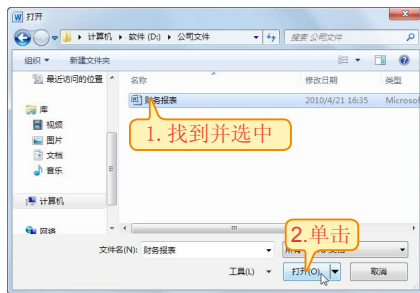 打开
计算机 ▸ 软件 (D:) ▸ 公司文件
搜索 公司文件
组织 ▼ 新建文件夹
最近访问的位置
名称 修改日期 类型
财务报表 2010/4/21 16:35 Microsof
库
视频
图片
文档
音乐
计算机
网络
1. 找到并选中
2.单击
文件名(N): 财务报表
工具(L) ▼ 打开(O) 取消